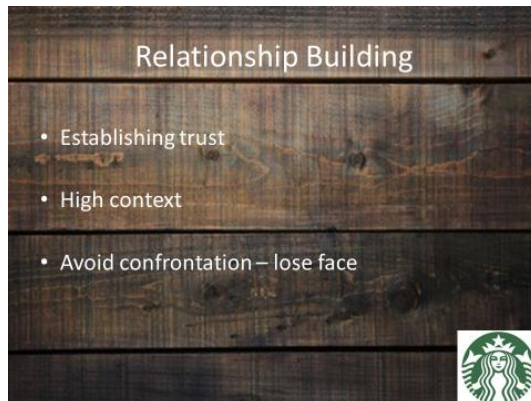 Relationship Building
• Establishing trust
• High context
• Avoid confrontation – lose face